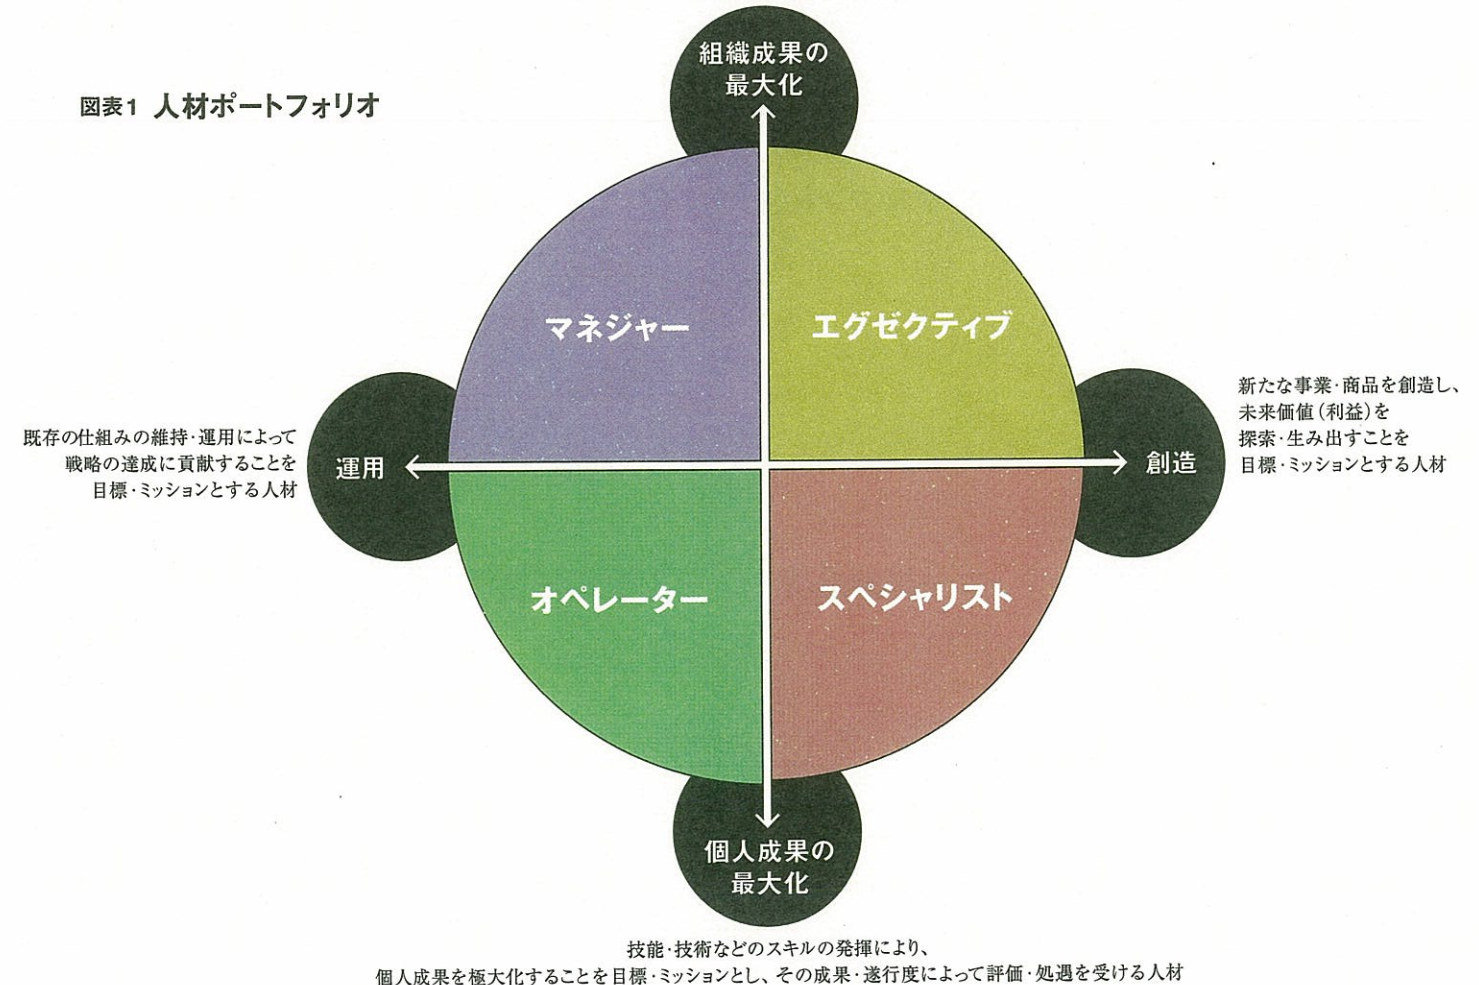 図表1 人材ポートフォリオ
組織成果の
最大化
マネジャー
エグゼクティブ
既存の仕組みの維持・運用によって
戦略の達成に貢献することを
目標・ミッションとする人材
運用
創造
新たな事業・商品を創造し、
未来価値(利益)を
探索・生み出すことを
目標・ミッションとする人材
オペレーター
スペシャリスト
個人成果の
最大化
技能・技術などのスキルの発揮により、
個人成果を極大化することを目標・ミッションとし、その成果・遂行度によって評価・処遇を受ける人材